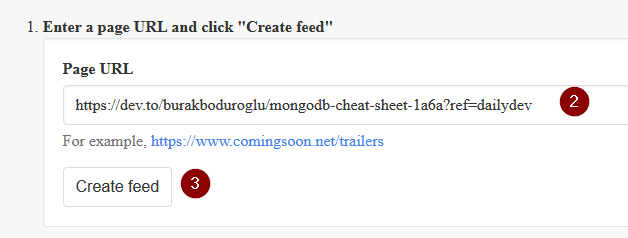 1. Enter a page URL and click "Create feed"
Page URL
https://dev.to/burakboduroglu/mongodb-cheat-sheet-1a6a?ref=dailydev 2
For example, https://www.comingsoon.net/trailers
Create feed 3